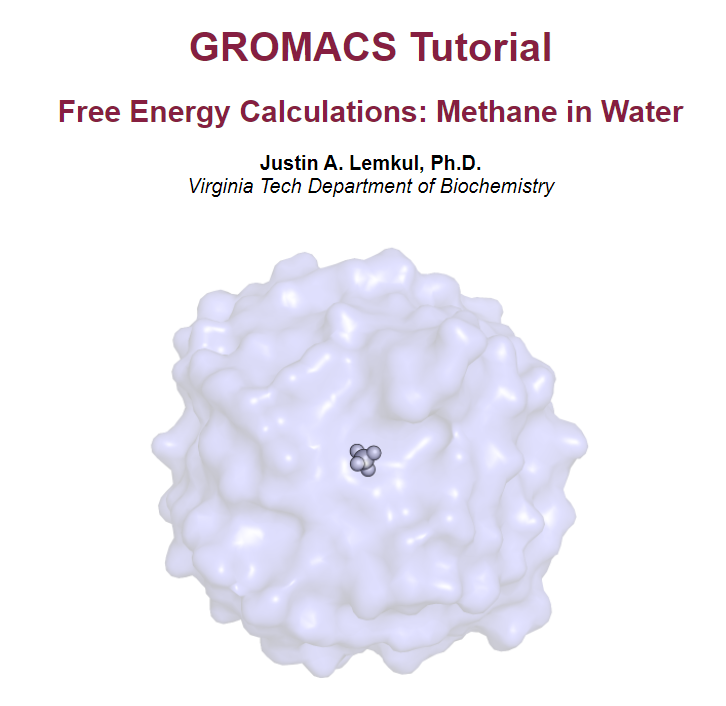 GROMACS Tutorial
Free Energy Calculations: Methane in Water
Justin A. Lemkul, Ph.D.
Virginia Tech Department of Biochemistry